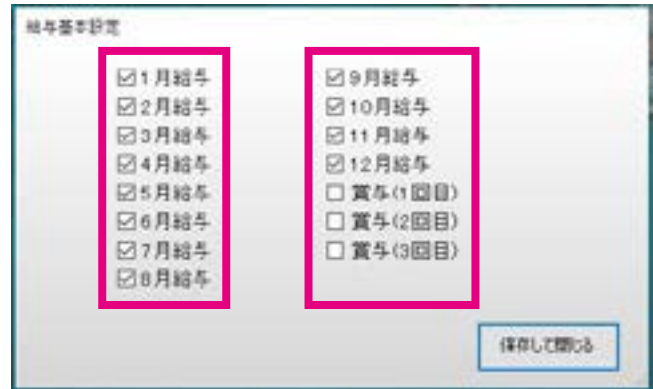 給与基本設定
1月給与
2月給与
3月給与
4月給与
5月給与
6月給与
7月給与
8月給与
9月給与
10月給与
11月給与
12月給与
賞与(1回目)
賞与(2回目)
賞与(3回目)
保存して閉じる